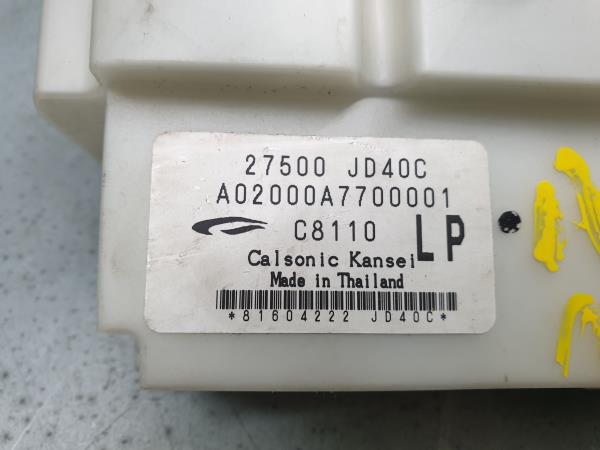 27500 JD40C
A02000A7700001
C8110 LP
Calsonic Kansei
Made in Thailand
*81604222 JD40C*